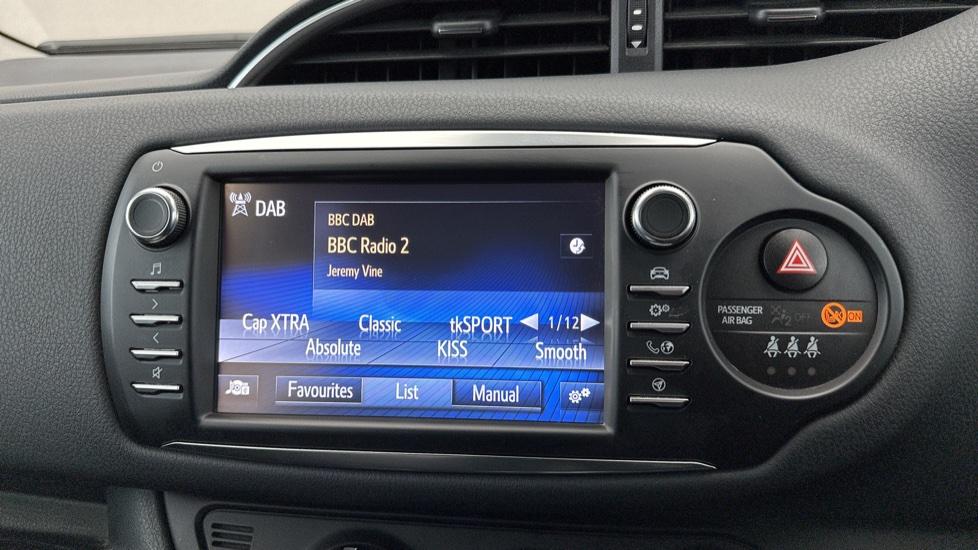 DAB
BBC DAB
BBC Radio 2
Jeremy Vine
Cap XTRA Classic tkSPORT 1/12
Absolute KISS Smooth
Favourites List Manual
PASSENGER
AIR BAG
OFF
ON